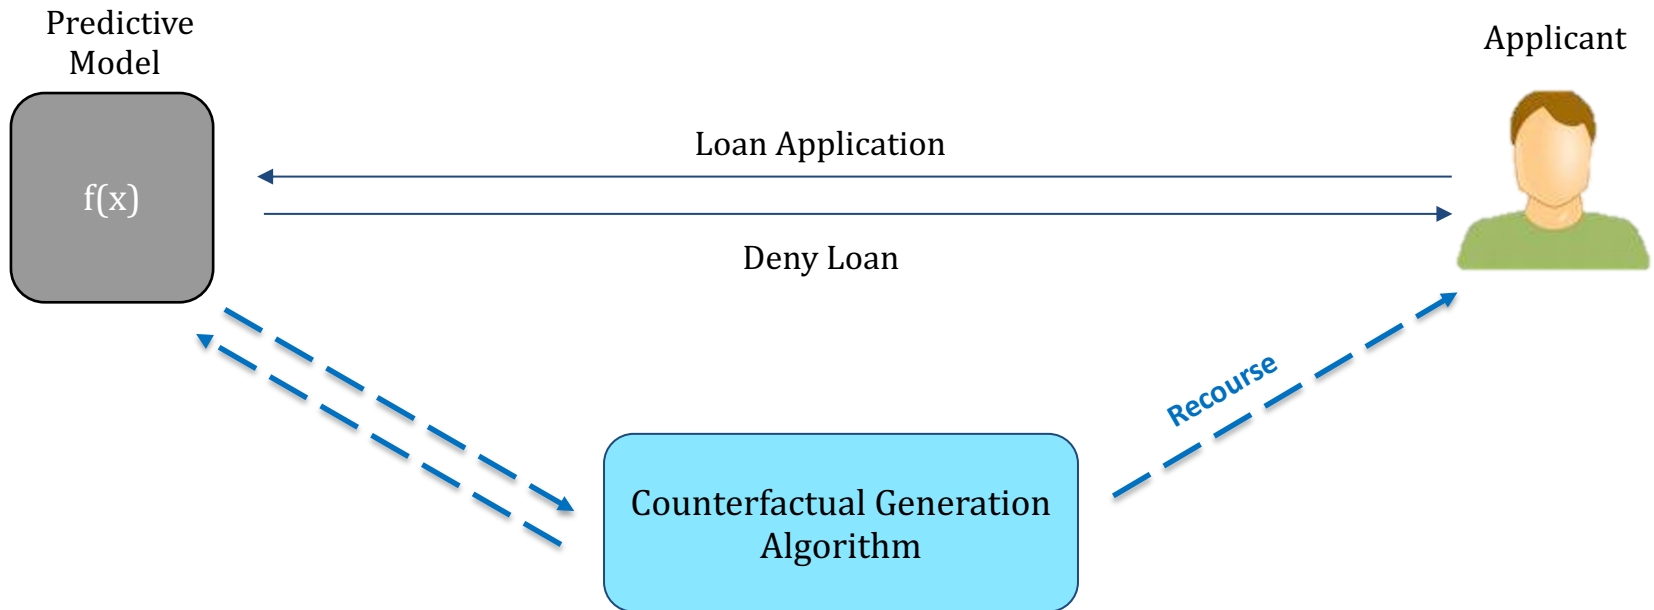 Predictive
Model
Applicant
Loan Application
f(x)
Deny Loan
Recourse
Counterfactual Generation
Algorithm